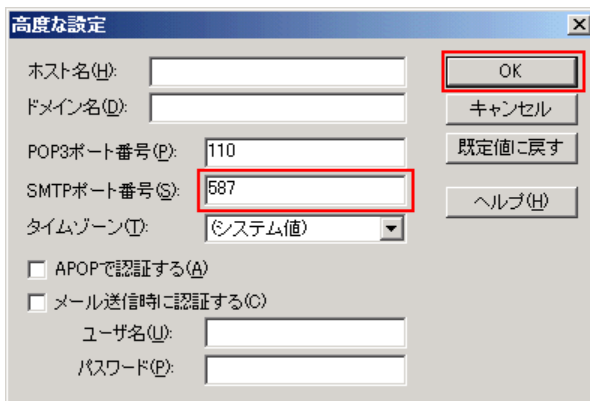 高度な設定
ホスト名(H):
OK
ドメイン名(D):
キャンセル
POP3ポート番号(P): 110
既定値に戻す
SMTPポート番号(S): 587
ヘルプ(H)
タイムゾーン(T): (システム値)
APOPで認証する(A)
メール送信時に認証する(C)
ユーザ名(U):
パスワード(P):